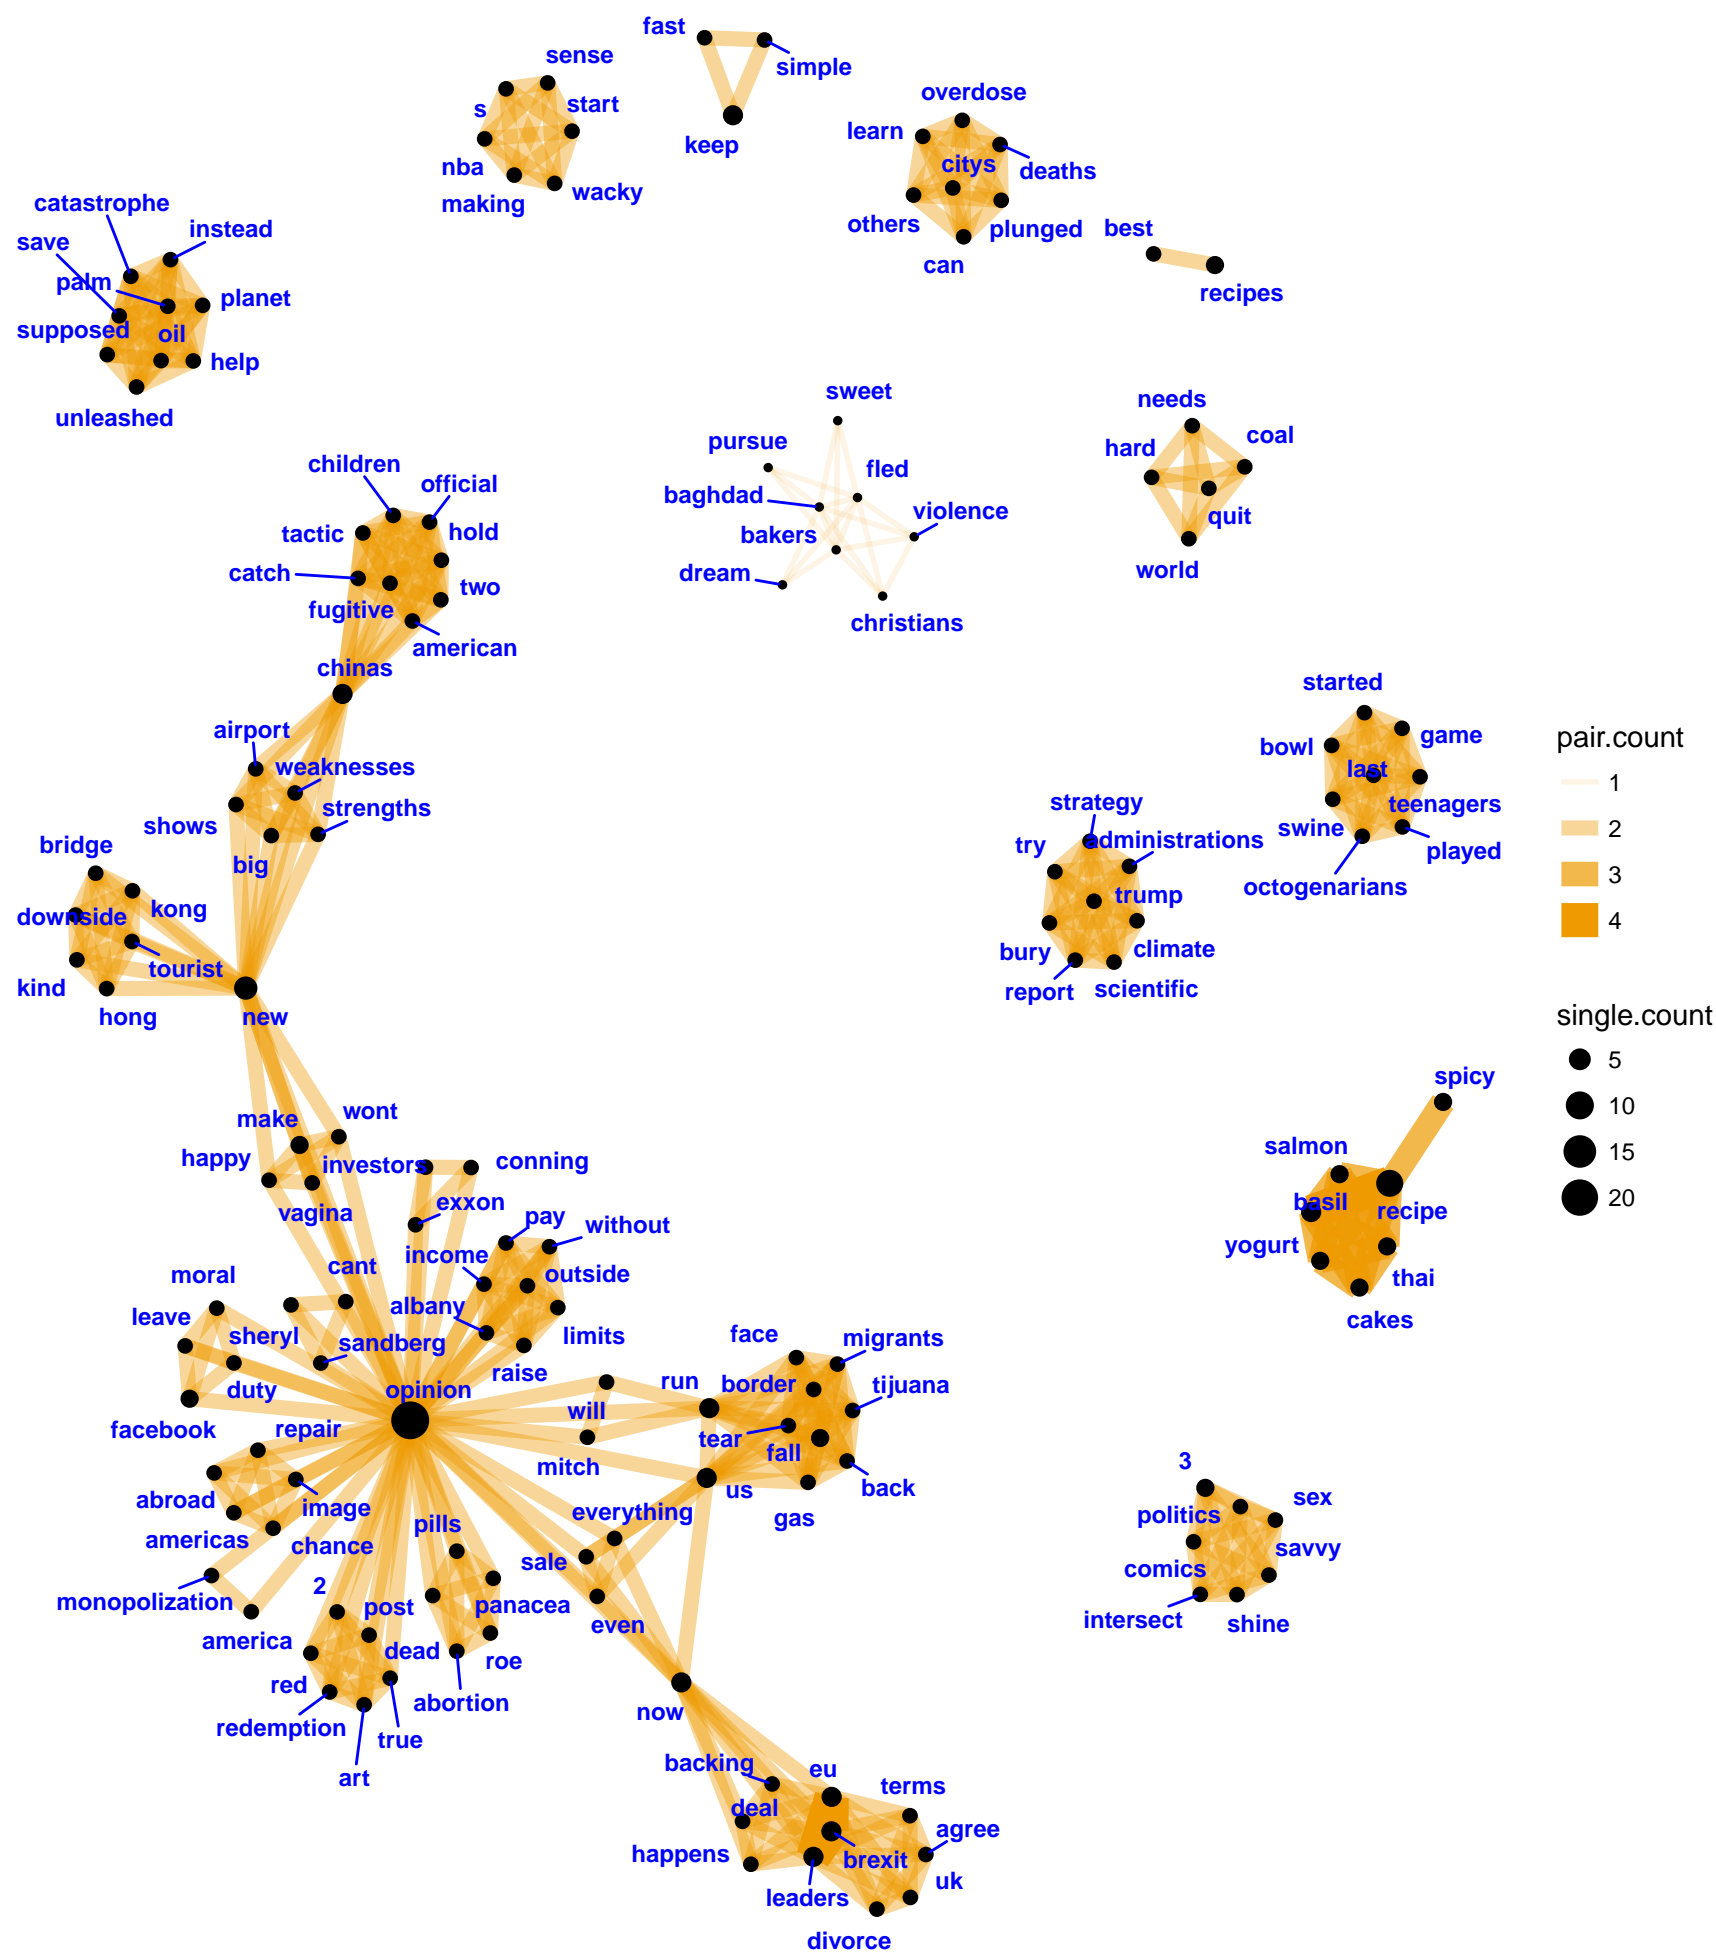 fast
simple
keep
sense
s
start
nba
making
wacky
overdose
learn
citys
deaths
others
plunged
can
best
recipes
catastrophe
save
instead
palm
planet
supposed
oil
help
unleashed
sweet
pursue
fled
baghdad
violence
bakers
dream
christians
needs
hard
coal
quit
world
children
official
tactic
hold
catch
two
fugitive
american
chinas
airport
weaknesses
strengths
shows
big
bridge
kong
downside
tourist
kind
hong
new
started
game
bowl
last
teenagers
swine
played
octogenarians
strategy
administrations
try
trump
climate
bury
report
scientific
pair.count
1
2
3
4
single.count
5
10
15
20
spicy
salmon
basil
recipe
yogurt
thai
cakes
make
wont
happy
investors
conning
vagina
exxon
pay
without
income
outside
cant
albany
limits
moral
leave
sheryl
sandberg
raise
duty
opinion
facebook
repair
face
migrants
run
border
tijuana
will
tear
fall
mitch
us
back
gas
everything
abroad
image
americas
chance
pills
sale
monopolization
2
post
panacea
even
america
dead
roe
red
abortion
redemption
true
art
3
sex
politics
savvy
comics
intersect
shine
now
backing
eu
terms
deal
agree
happens
brexit
uk
leaders
divorce